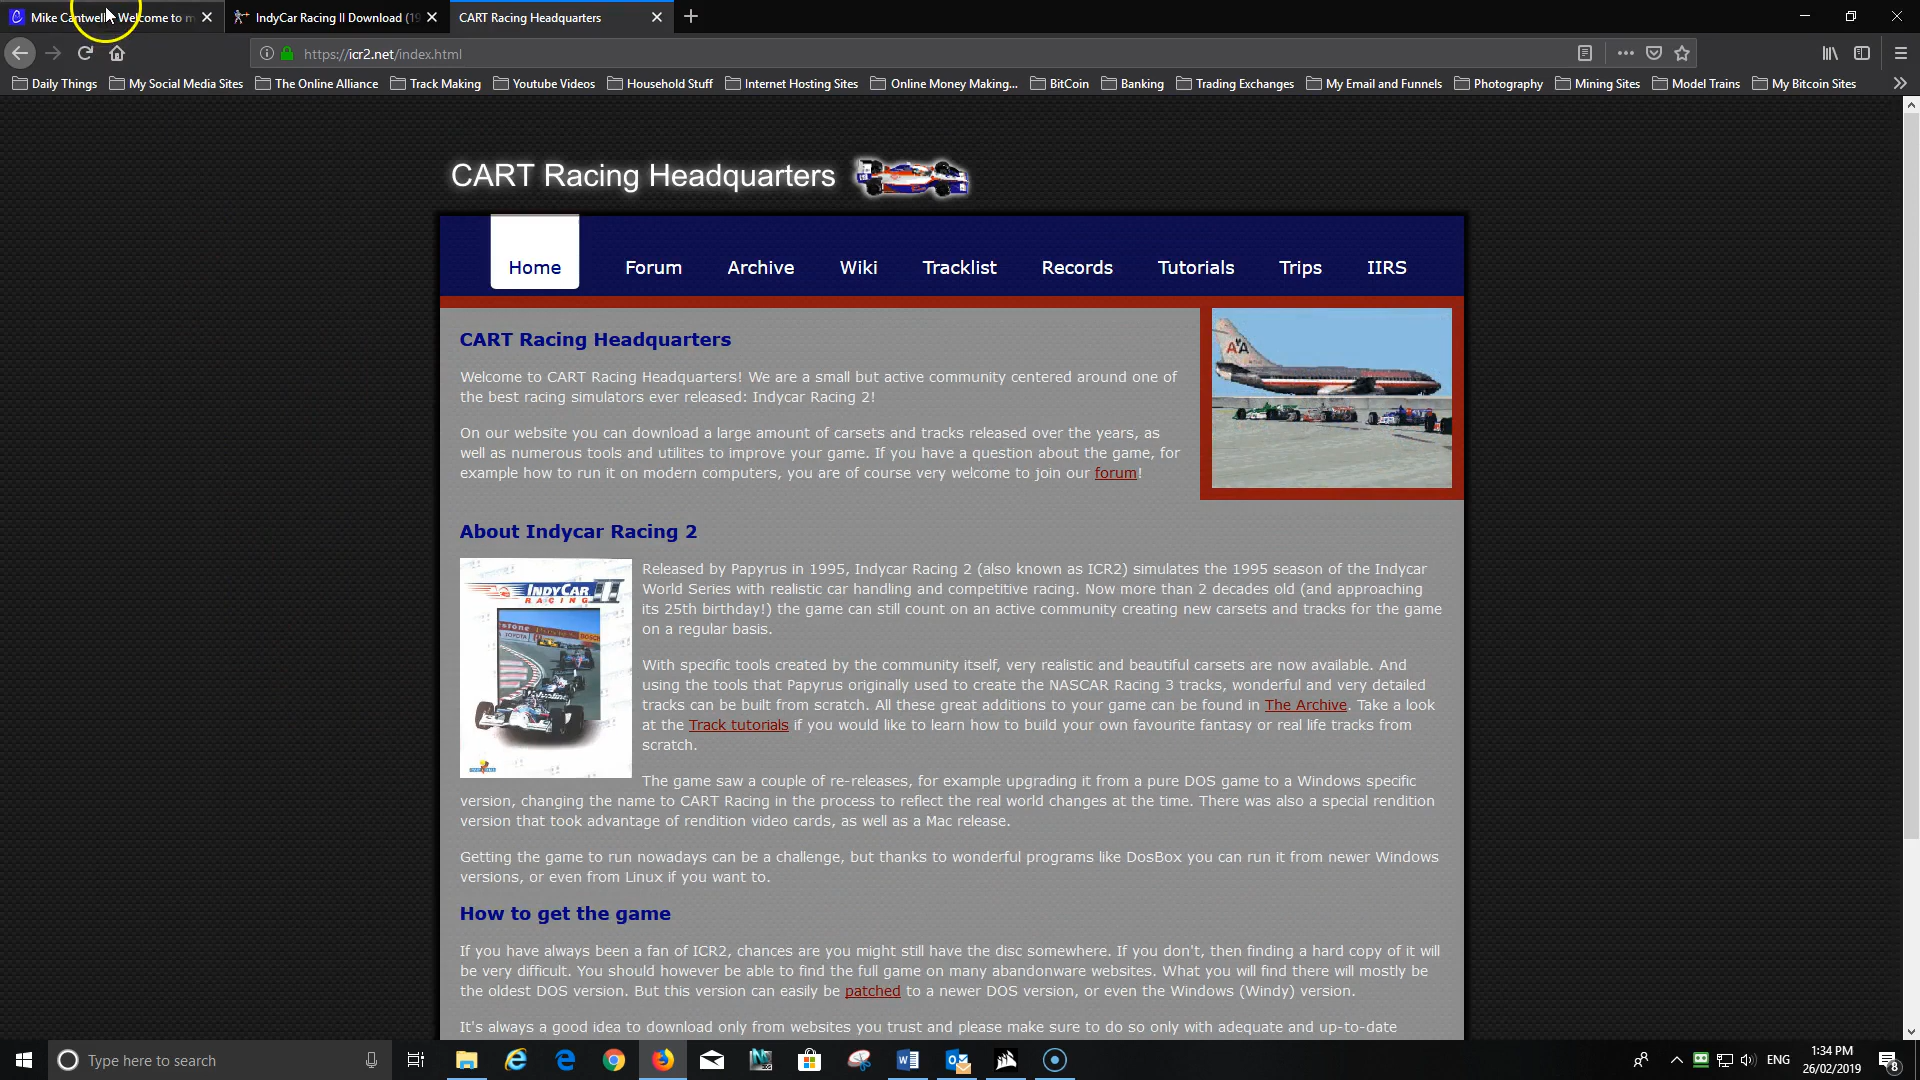 Mike Cantwell - Welcome to m
IndyCar Racing II Download (19
CART Racing Headquarters
https://icr2.net/index.html
Daily Things
My Social Media Sites
The Online Alliance
Track Making
Youtube Videos
Household Stuff
Internet Hosting Sites
Online Money Making...
BitCoin
Banking
Trading Exchanges
My Email and Funnels
Photography
Mining Sites
Model Trains
My Bitcoin Sites
CART Racing Headquarters
Home
Forum
Archive
Wiki
Tracklist
Records
Tutorials
Trips
IIRS
CART Racing Headquarters
Welcome to CART Racing Headquarters! We are a small but active community centered around one of
the best racing simulators ever released: Indycar Racing 2!
On our website you can download a large amount of carsets and tracks released over the years, as
well as numerous tools and utilites to improve your game. If you have a question about the game, for
example how to run it on modern computers, you are of course very welcome to join our forum!
AA
About Indycar Racing 2
INDYCAR II
RACING
Released by Papyrus in 1995, Indycar Racing 2 (also known as ICR2) simulates the 1995 season of the Indycar
World Series with realistic car handling and competitive racing. Now more than 2 decades old (and approaching
its 25th birthday!) the game can still count on an active community creating new carsets and tracks for the game
on a regular basis.
With specific tools created by the community itself, very realistic and beautiful carsets are now available. And
using the tools that Papyrus originally used to create the NASCAR Racing 3 tracks, wonderful and very detailed
tracks can be built from scratch. All these great additions to your game can be found in The Archive. Take a look
at the Track tutorials if you would like to learn how to build your own favourite fantasy or real life tracks from
scratch.
The game saw a couple of re-releases, for example upgrading it from a pure DOS game to a Windows specific
version, changing the name to CART Racing in the process to reflect the real world changes at the time. There was also a special rendition
version that took advantage of rendition video cards, as well as a Mac release.
Getting the game to run nowadays can be a challenge, but thanks to wonderful programs like DosBox you can run it from newer Windows
versions, or even from Linux if you want to.
How to get the game
If you have always been a fan of ICR2, chances are you might still have the disc somewhere. If you don't, then finding a hard copy of it will
be very difficult. You should however be able to find the full game on many abandonware websites. What you will find there will mostly be
the oldest DOS version. But this version can easily be patched to a newer DOS version, or even the Windows (Windy) version.
It's always a good idea to download only from websites you trust and please make sure to do so only with adequate and up-to-date
Type here to search
ENG
1:34 PM
26/02/2019
8